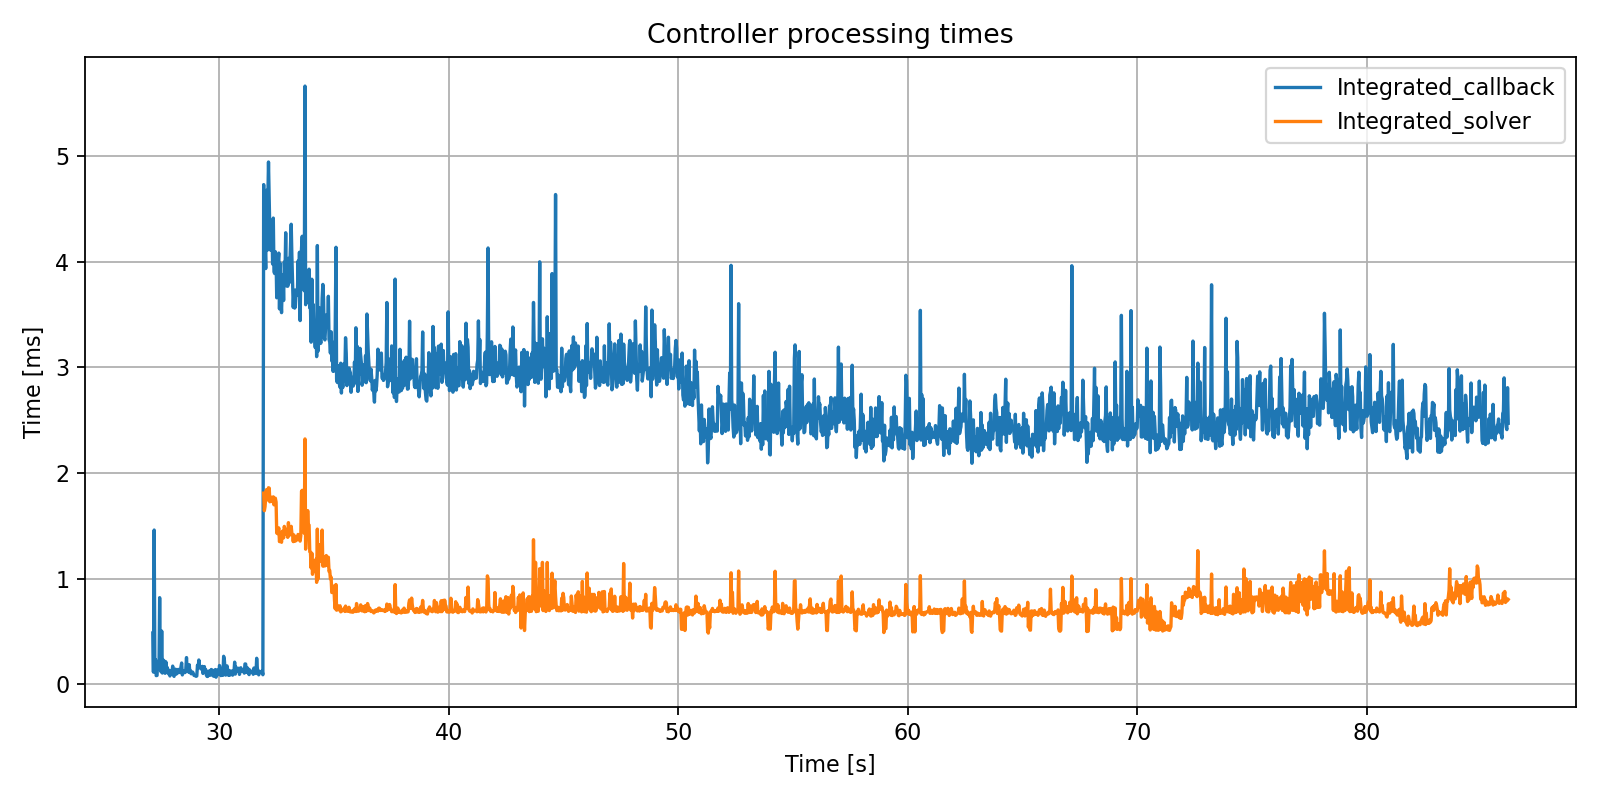 Controller processing times
Integrated_callback
Integrated_solver
Time [ms]
5
4
3
2
1
0
30
40
50
60
70
80
Time [s]